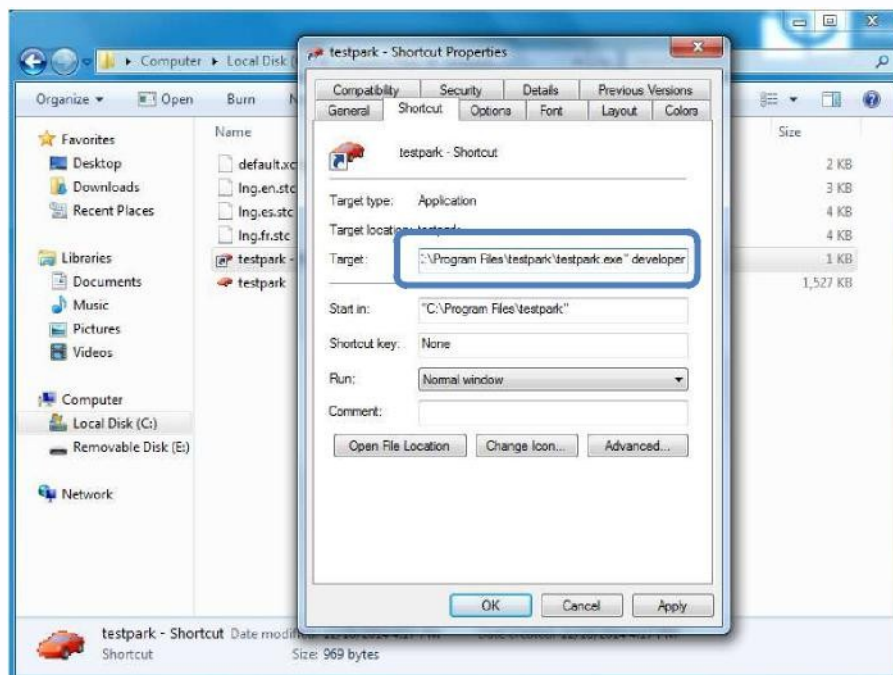 testpark - Shortcut Properties
Computer ▸ Local Disk
Organize
Open
Burn
Compatibility Security Details Previous Versions
General Shortcut Options Font Layout Colors
Favorites
Desktop
Downloads
Recent Places
Libraries
Documents
Music
Pictures
Videos
Computer
Local Disk (C:)
Removable Disk (E:)
Network
Name
default.xc
lng.en.stc
lng.es.stc
lng.fr.stc
testpark -
testpark
testpark - Shortcut
Target type: Application
Target location: testpark
Target: :\Program Files\testpark\testpark.exe" developer
Start in: "C:\Program Files\testpark"
Shortcut key: None
Run: Normal window
Comment:
Open File Location Change Icon... Advanced...
OK Cancel Apply
Size
2 KB
3 KB
4 KB
4 KB
1 KB
1,527 KB
testpark - Shortcut Date modified:
Shortcut Size: 969 bytes